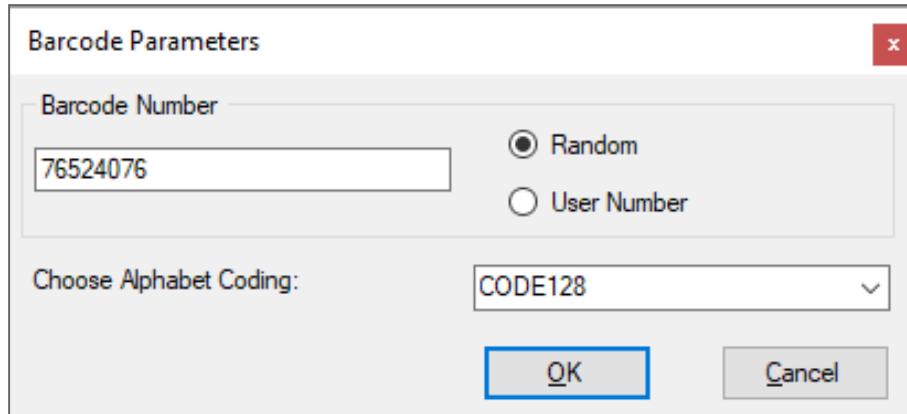 Barcode Parameters
x
Barcode Number
76524076
Random
User Number
Choose Alphabet Coding:
CODE128
OK
Cancel